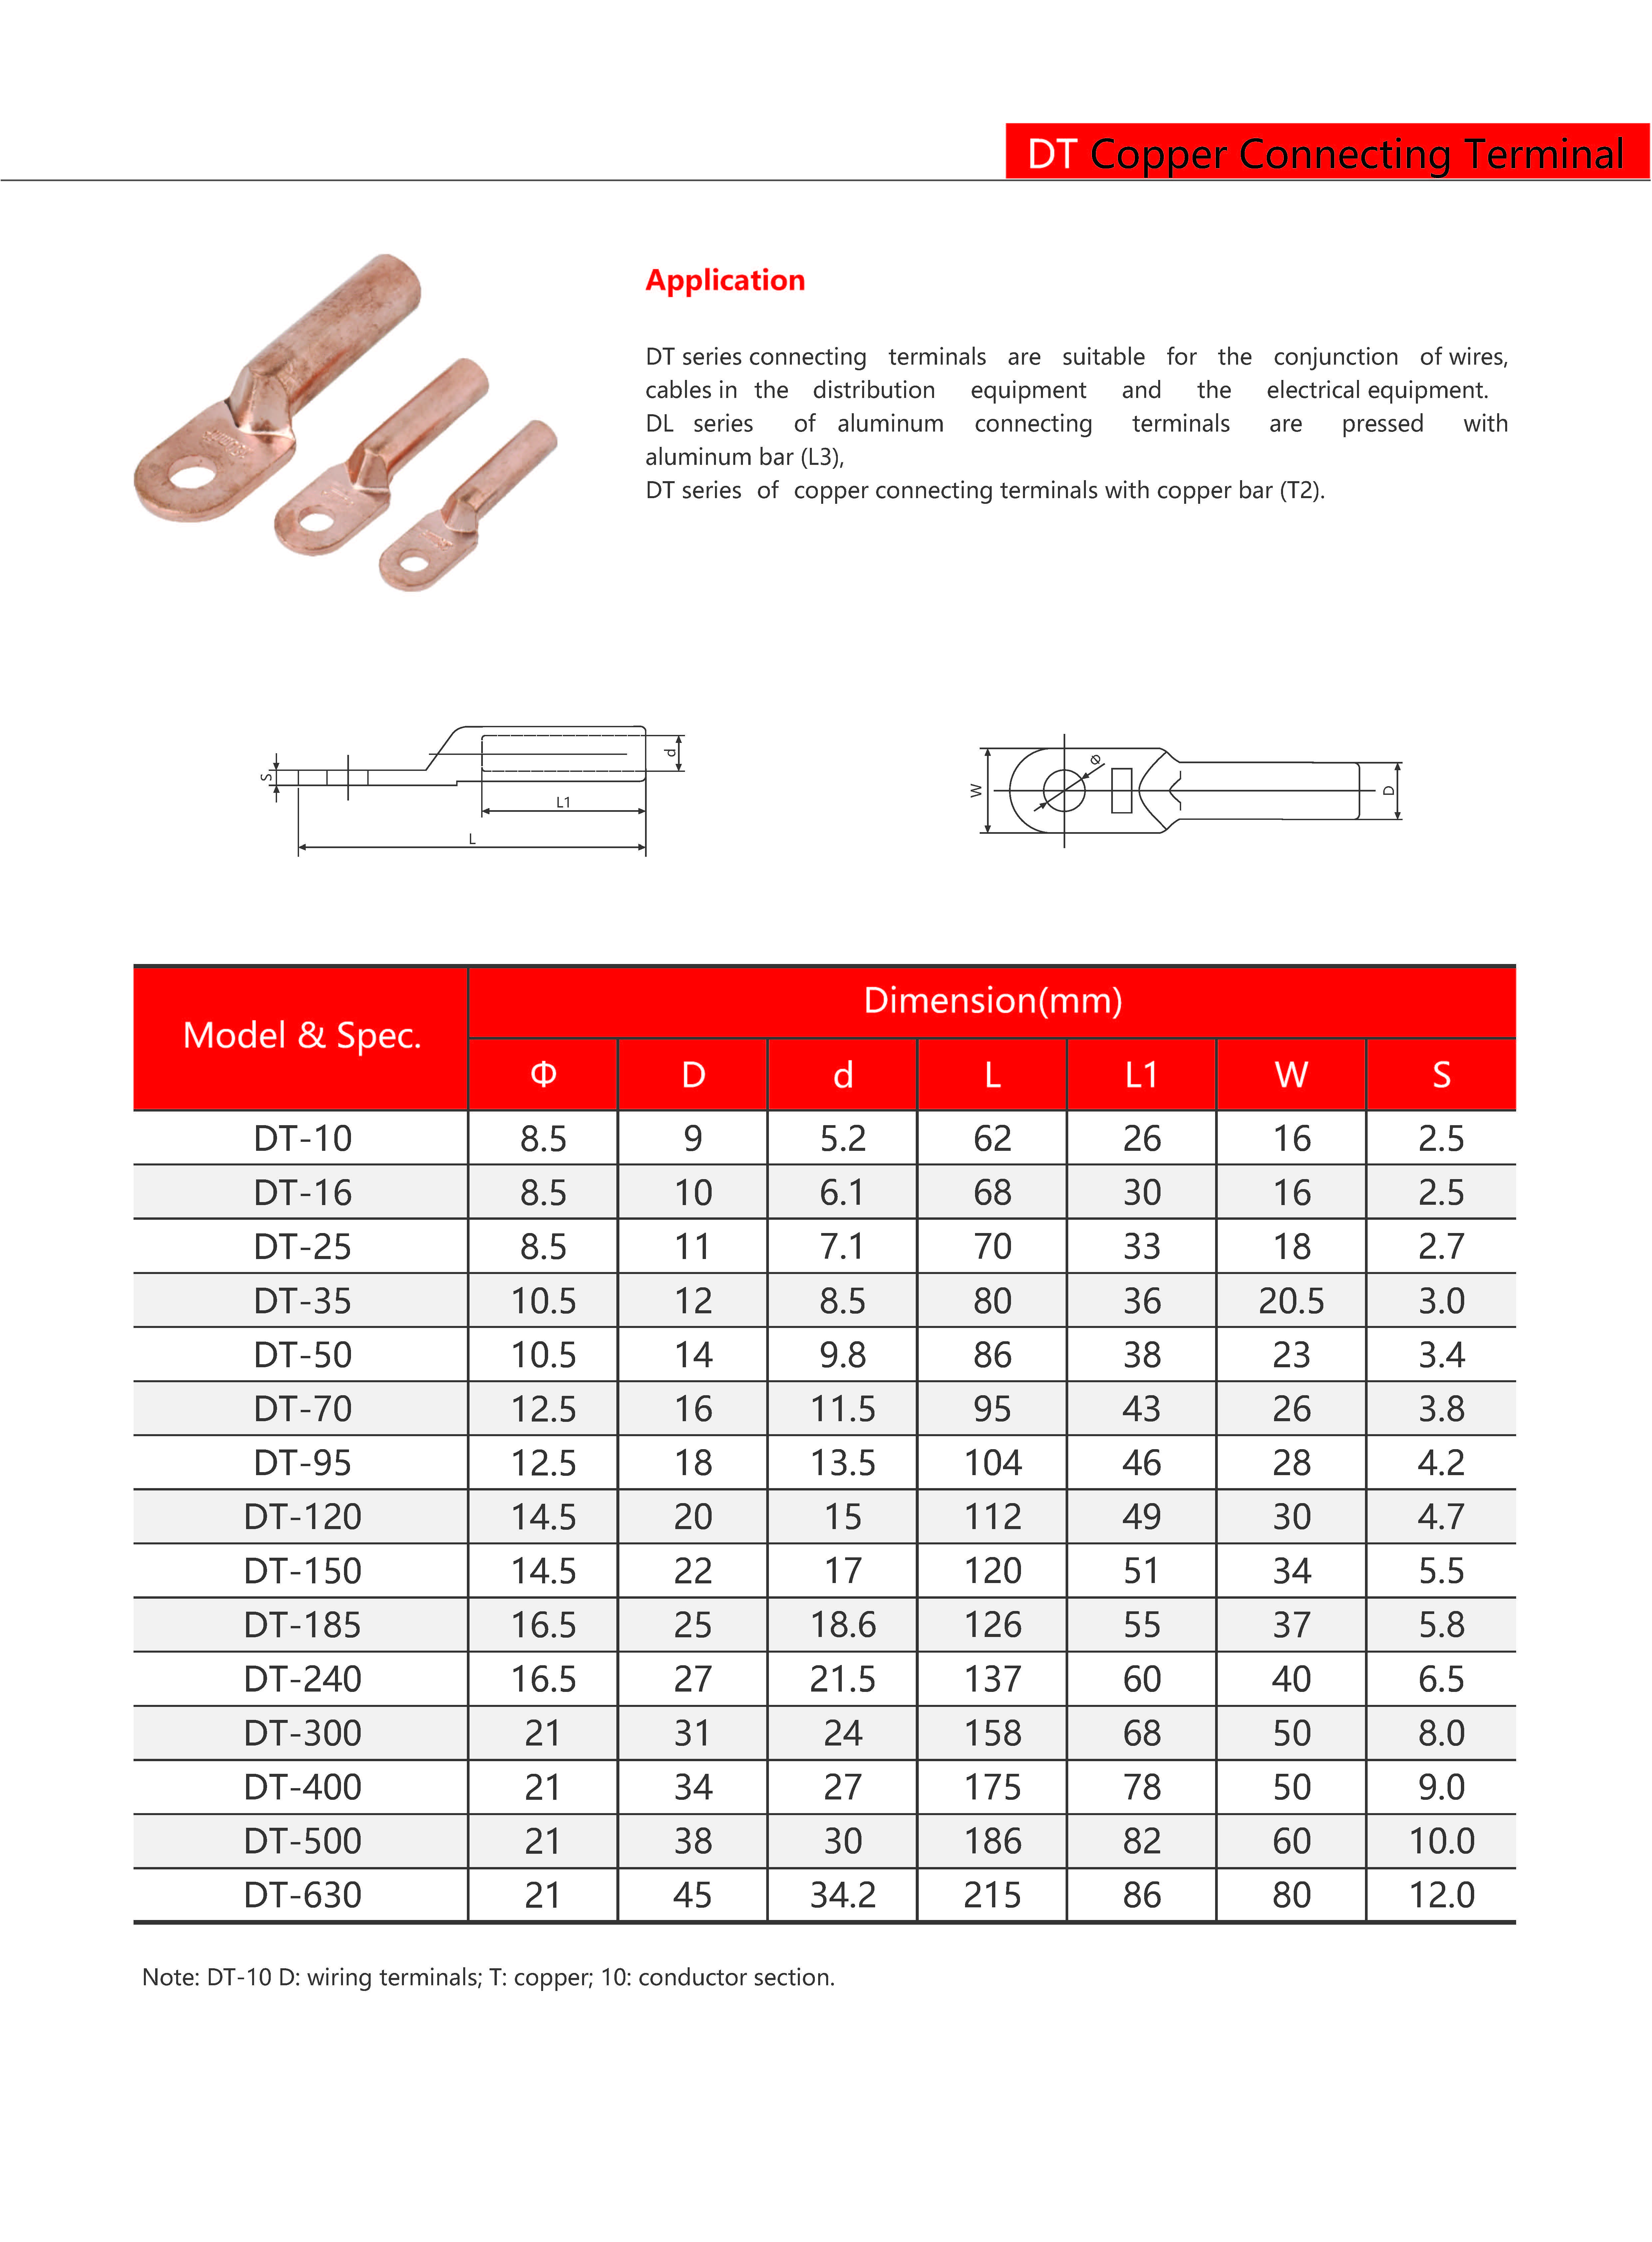 DT Copper Connecting Terminal
Application
DT series connecting terminals are suitable for the conjunction of wires,
cables in the distribution equipment and the electrical equipment.
DL series of aluminum connecting terminals are pressed with
aluminum bar (L3),
DT series of copper connecting terminals with copper bar (T2).
S
d
L1
L
W
Φ
D
Model & Spec.
Dimension(mm)
Φ D d L L1 W S
DT-10 8.5 9 5.2 62 26 16 2.5
DT-16 8.5 10 6.1 68 30 16 2.5
DT-25 8.5 11 7.1 70 33 18 2.7
DT-35 10.5 12 8.5 80 36 20.5 3.0
DT-50 10.5 14 9.8 86 38 23 3.4
DT-70 12.5 16 11.5 95 43 26 3.8
DT-95 12.5 18 13.5 104 46 28 4.2
DT-120 14.5 20 15 112 49 30 4.7
DT-150 14.5 22 17 120 51 34 5.5
DT-185 16.5 25 18.6 126 55 37 5.8
DT-240 16.5 27 21.5 137 60 40 6.5
DT-300 21 31 24 158 68 50 8.0
DT-400 21 34 27 175 78 50 9.0
DT-500 21 38 30 186 82 60 10.0
DT-630 21 45 34.2 215 86 80 12.0
Note: DT-10 D: wiring terminals; T: copper; 10: conductor section.